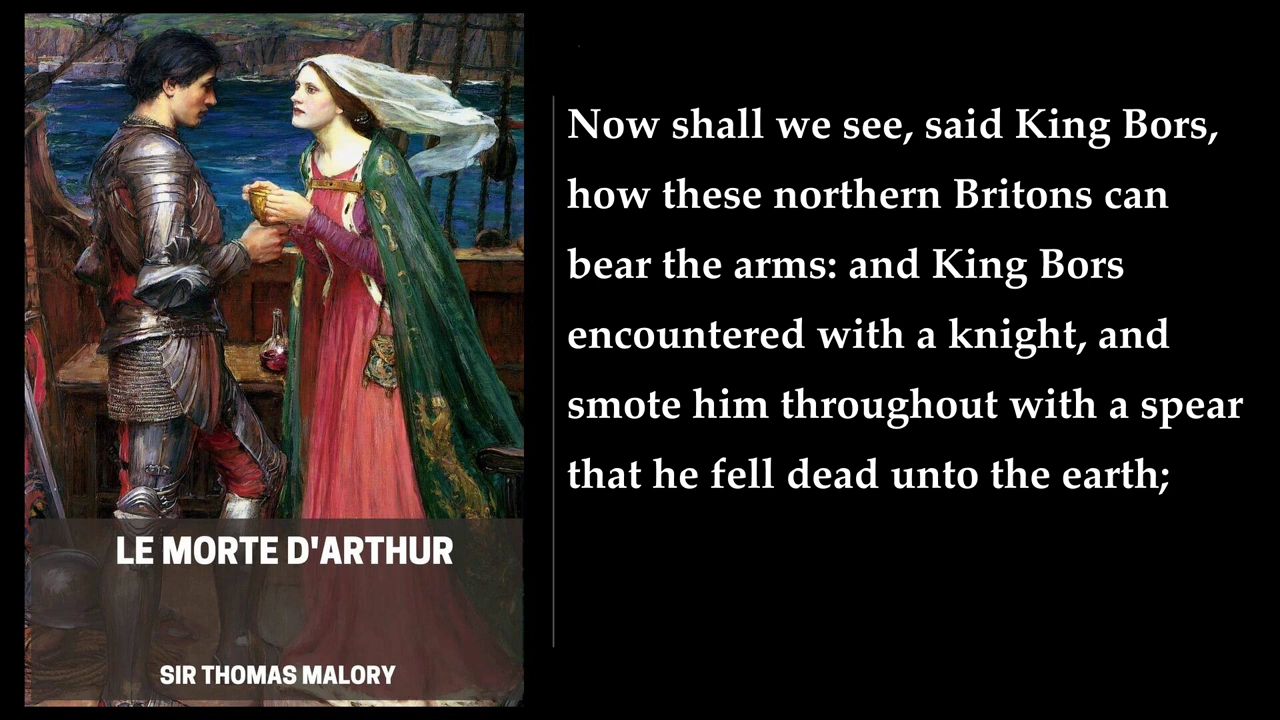 LE MORTE D'ARTHUR
SIR THOMAS MALORY
Now shall we see, said King Bors,
how these northern Britons can
bear the arms: and King Bors
encountered with a knight, and
smote him throughout with a spear
that he fell dead unto the earth;